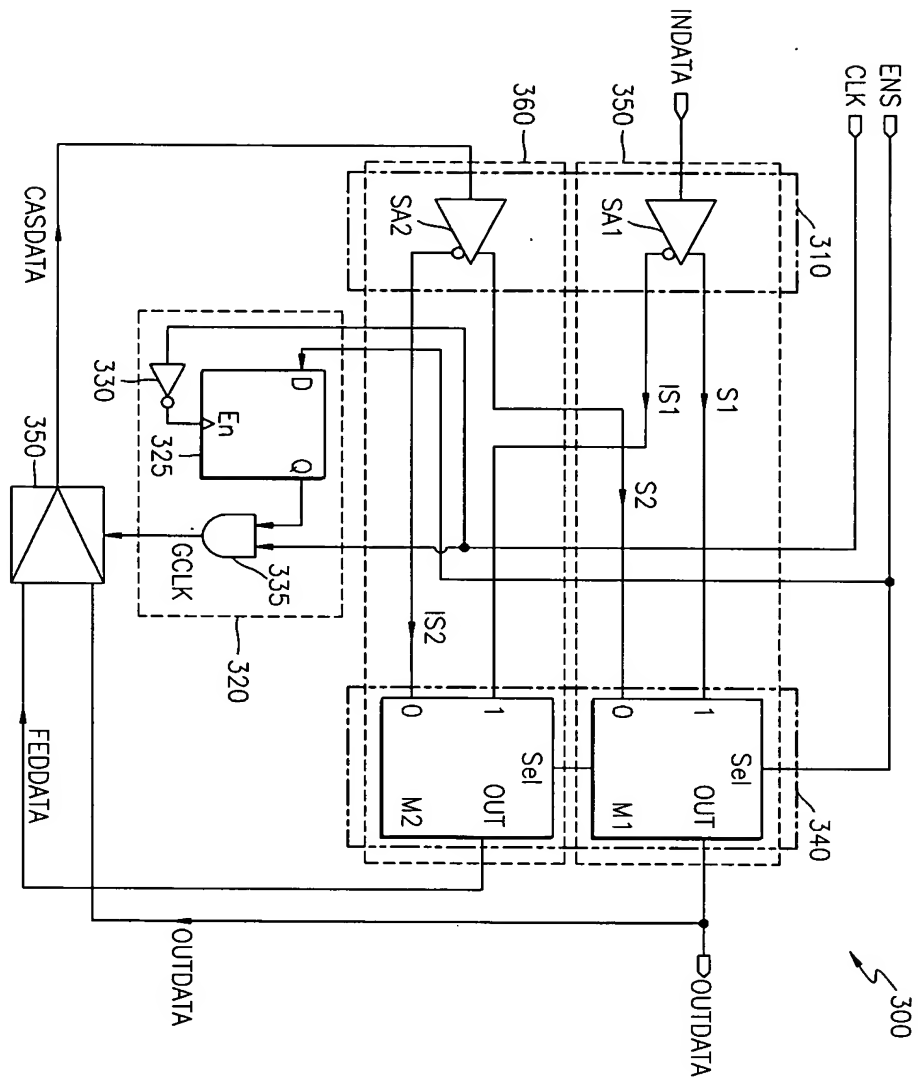 300
ENS
CLK
310
340
INDATA
350
SA1
S1
IS1
1
0
Sel
OUT
M1
OUTDATA
360
SA2
S2
IS2
1
0
Sel
OUT
M2
330
D
En
Q
325
335
GCLK
320
CASDATA
350
FEDDATA
OUTDATA